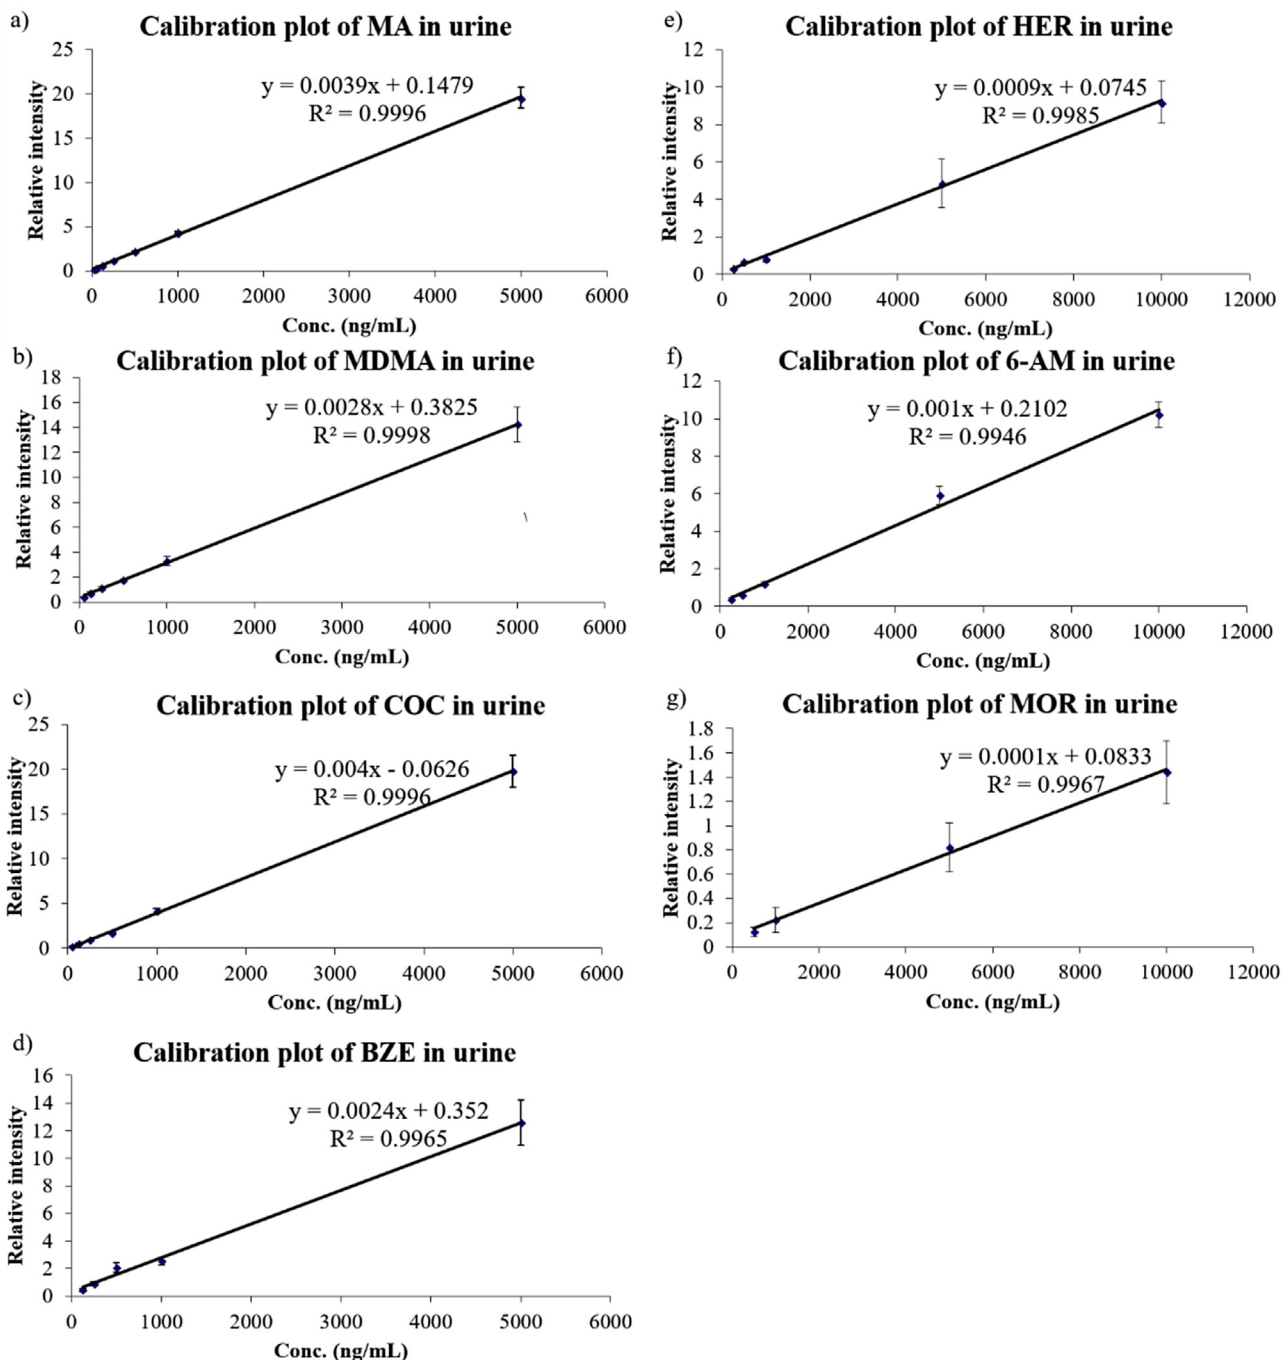 a)
Calibration plot of MA in urine
y = 0.0039x + 0.1479
R² = 0.9996
Relative intensity
25
20
15
10
5
0
0 1000 2000 3000 4000 5000 6000
Conc. (ng/mL)
b)
Calibration plot of MDMA in urine
y = 0.0028x + 0.3825
R² = 0.9998
Relative intensity
18
16
14
12
10
8
6
4
2
0
0 1000 2000 3000 4000 5000 6000
Conc. (ng/mL)
c)
Calibration plot of COC in urine
y = 0.004x - 0.0626
R² = 0.9996
Relative intensity
25
20
15
10
5
0
0 1000 2000 3000 4000 5000 6000
Conc. (ng/mL)
d)
Calibration plot of BZE in urine
y = 0.0024x + 0.352
R² = 0.9965
Relative intensity
16
14
12
10
8
6
4
2
0
0 1000 2000 3000 4000 5000 6000
Conc. (ng/mL)
e)
Calibration plot of HER in urine
y = 0.0009x + 0.0745
R² = 0.9985
Relative intensity
12
10
8
6
4
2
0
0 2000 4000 6000 8000 10000 12000
Conc. (ng/mL)
f)
Calibration plot of 6-AM in urine
y = 0.001x + 0.2102
R² = 0.9946
Relative intensity
12
10
8
6
4
2
0
0 2000 4000 6000 8000 10000 12000
Conc. (ng/mL)
g)
Calibration plot of MOR in urine
y = 0.0001x + 0.0833
R² = 0.9967
Relative intensity
1.8
1.6
1.4
1.2
1
0.8
0.6
0.4
0.2
0
0 2000 4000 6000 8000 10000 12000
Conc. (ng/mL)